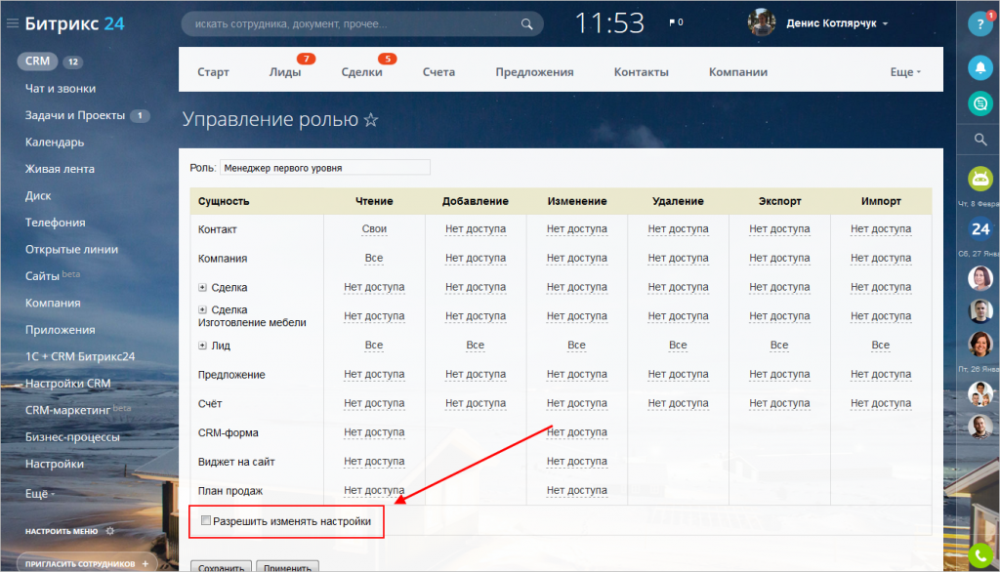 Битрикс 24
искать сотрудника, документ, прочее...
11:53
0
Денис Котлярчук
?
1
CRM 12
Чат и звонки
Задачи и Проекты 1
Календарь
Живая лента
Диск
Телефония
Открытые линии
Сайты beta
Компания
Приложения
1С + CRM Битрикс24
Настройки CRM
CRM-маркетинг beta
Бизнес-процессы
Настройки
Ещё
НАСТРОИТЬ МЕНЮ
ПРИГЛАСИТЬ СОТРУДНИКОВ +
Старт Лиды 7 Сделки 5 Счета Предложения Контакты Компании Еще
Управление ролью
Роль: Менеджер первого уровня
Сущность Чтение Добавление Изменение Удаление Экспорт Импорт
Контакт Свои Нет доступа Нет доступа Нет доступа Нет доступа Нет доступа
Компания Все Нет доступа Нет доступа Нет доступа Нет доступа Нет доступа
Сделка Нет доступа Нет доступа Нет доступа Нет доступа Нет доступа Нет доступа
Сделка
Изготовление мебели Нет доступа Нет доступа Нет доступа Нет доступа Нет доступа Нет доступа
Лид Все Все Все Все Все Все
Предложение Нет доступа Нет доступа Нет доступа Нет доступа Нет доступа Нет доступа
Счёт Нет доступа Нет доступа Нет доступа Нет доступа Нет доступа Нет доступа
CRM-форма Нет доступа Нет доступа
Виджет на сайт Нет доступа Нет доступа
План продаж Нет доступа Нет доступа
Разрешить изменять настройки
Сохранить Применить
Чт, 8 Февра
24
Сб, 27 Янва
Пт, 26 Янва